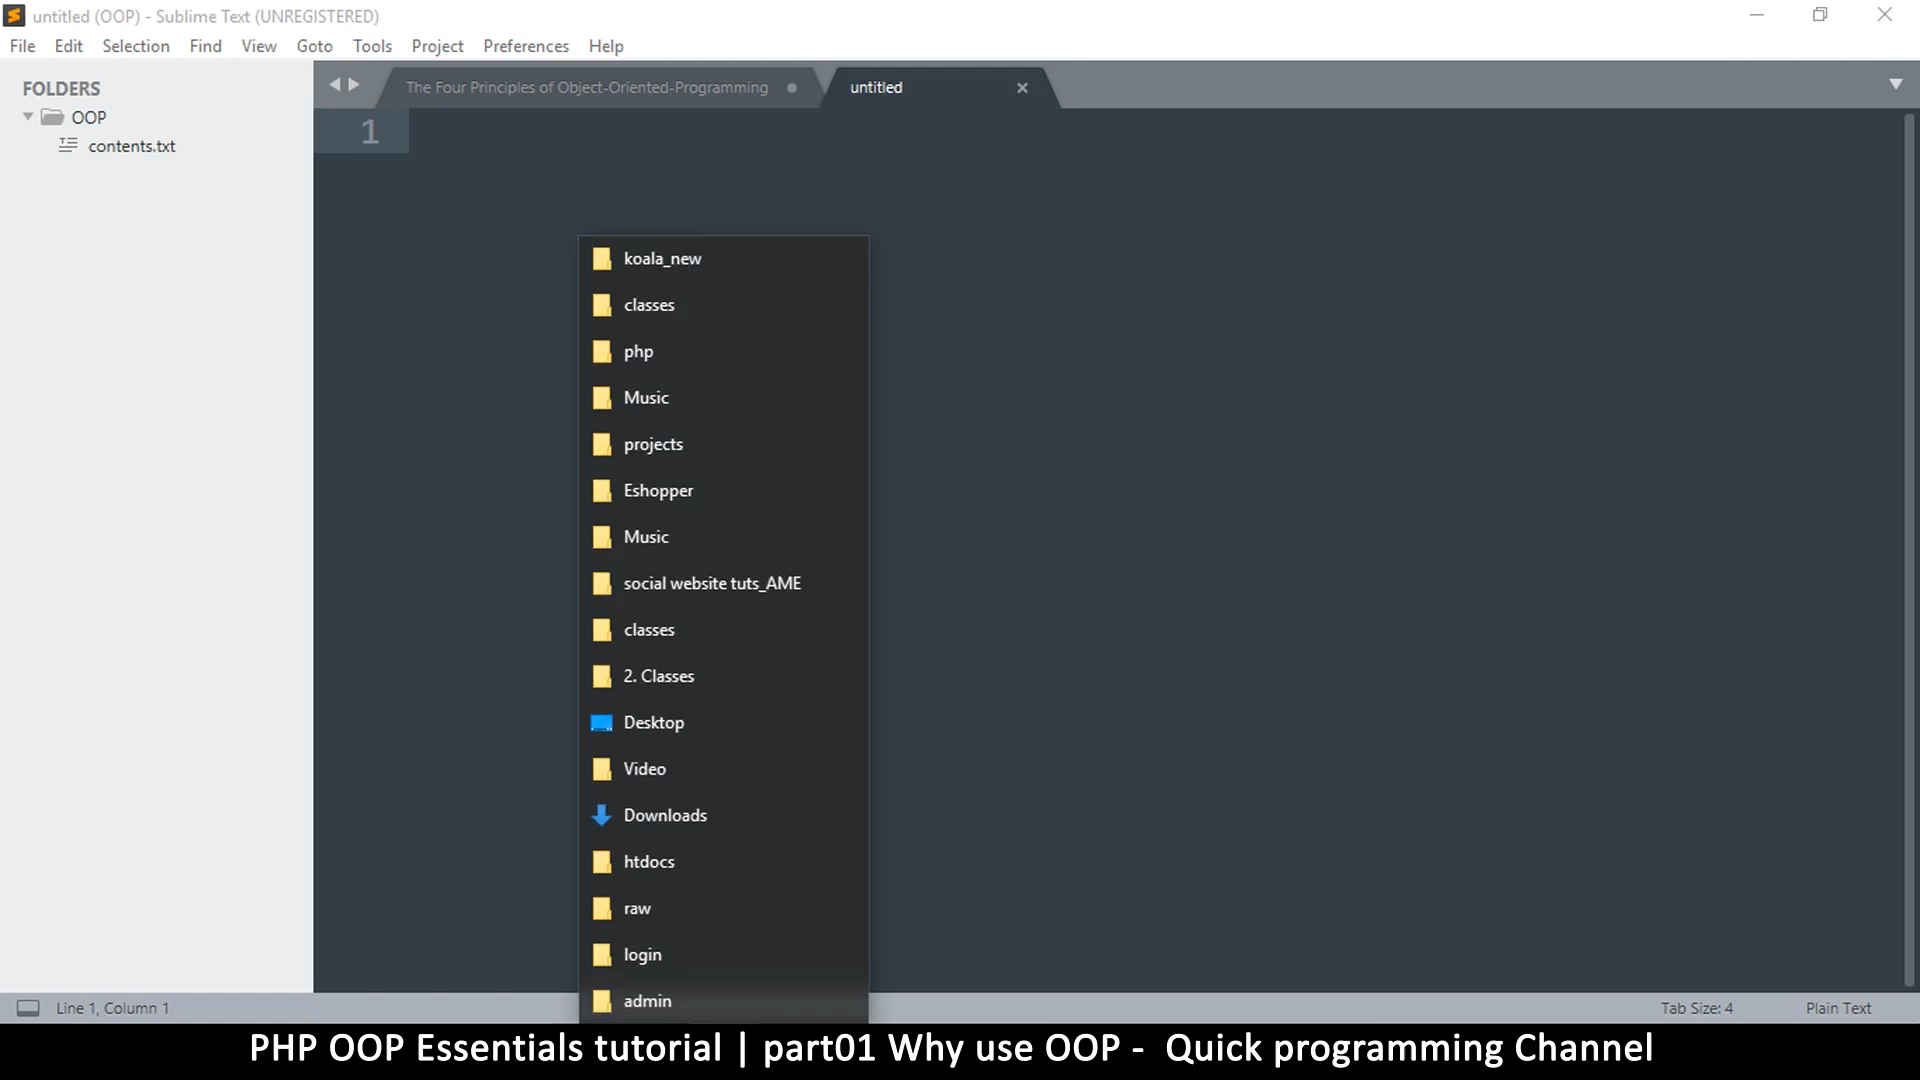 untitled (OOP) - Sublime Text (UNREGISTERED)
File Edit Selection Find View Goto Tools Project Preferences Help
FOLDERS
OOP
contents.txt
The Four Principles of Object-Oriented-Programming
untitled
1
koala_new
classes
php
Music
projects
Eshopper
Music
social website tuts_AME
classes
2. Classes
Desktop
Video
Downloads
htdocs
raw
login
admin
Line 1, Column 1
Tab Size: 4
Plain Text
PHP OOP Essentials tutorial | part01 Why use OOP - Quick programming Channel